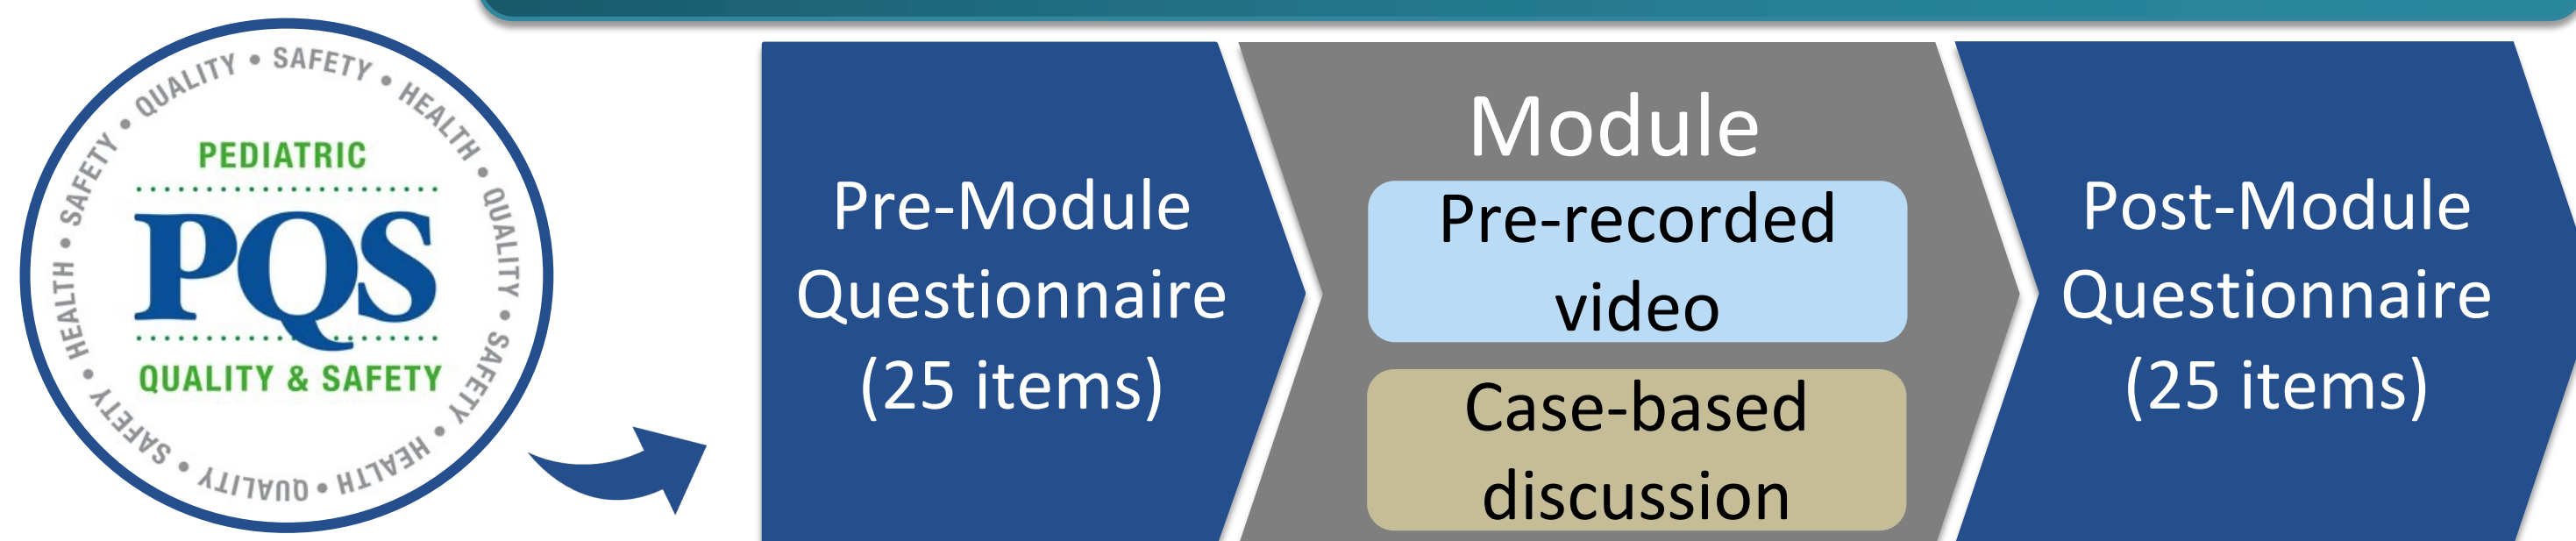 SAFETY • QUALITY • SAFETY • HEALTH • QUALITY • SAFETY • HEALTH • QUALITY • SAFETY • HEALTH •
PEDIATRIC
PQS
QUALITY & SAFETY
Pre-Module
Questionnaire
(25 items)
Module
Pre-recorded
video
Case-based
discussion
Post-Module
Questionnaire
(25 items)